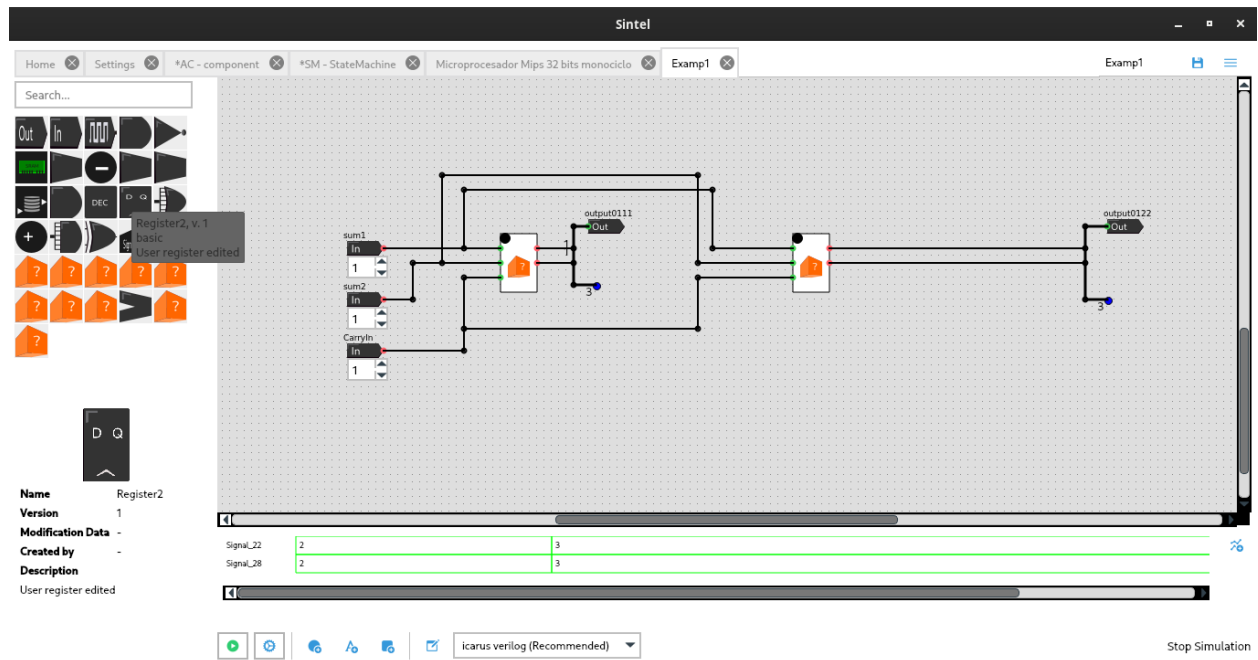 Sintel
Home Settings *AC - component *SM - StateMachine Microprocesador Mips 32 bits monociclo Examp1 Examp1
Search...
Out In
DEC D Q
Register2, v. 1
basic
User register edited
+
? ? ? ? ?
? ? ? ?
?
sum1
In
1
sum2
In
1
CarryIn
In
1
?
1
output0111
Out
3
?
output0122
Out
3
D Q
Name Register2
Version 1
Modification Data -
Created by -
Description
User register edited
Signal_22 2 3
Signal_28 2 3
icarus verilog (Recommended) Stop Simulation